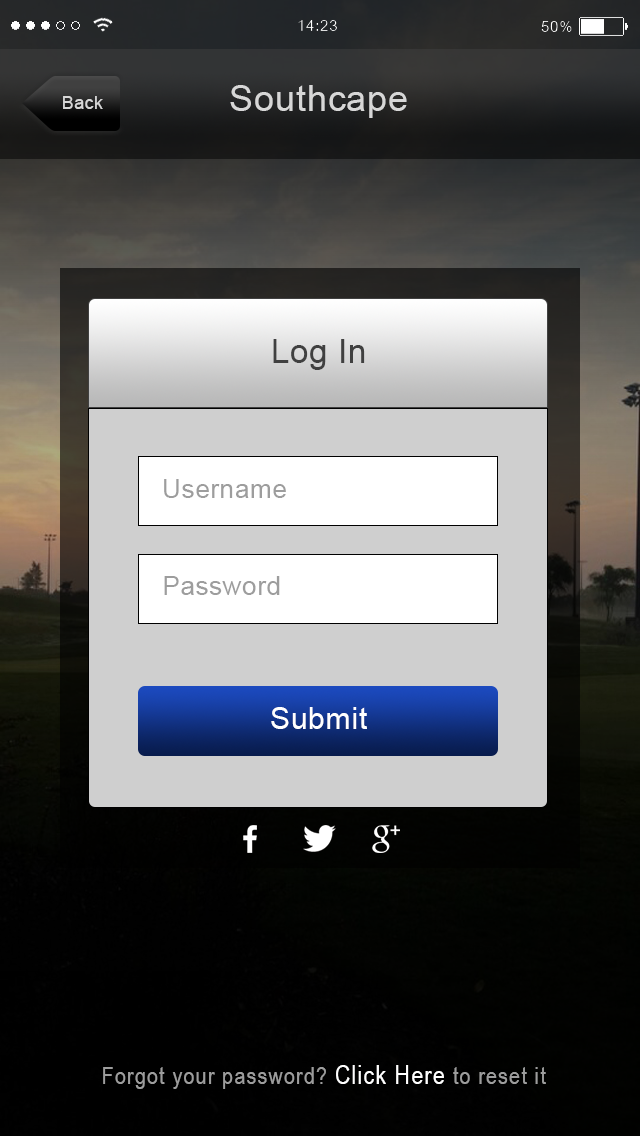 14:23
50%
Back
Southcape
Log In
Username
Password
Submit
Forgot your password? Click Here to reset it